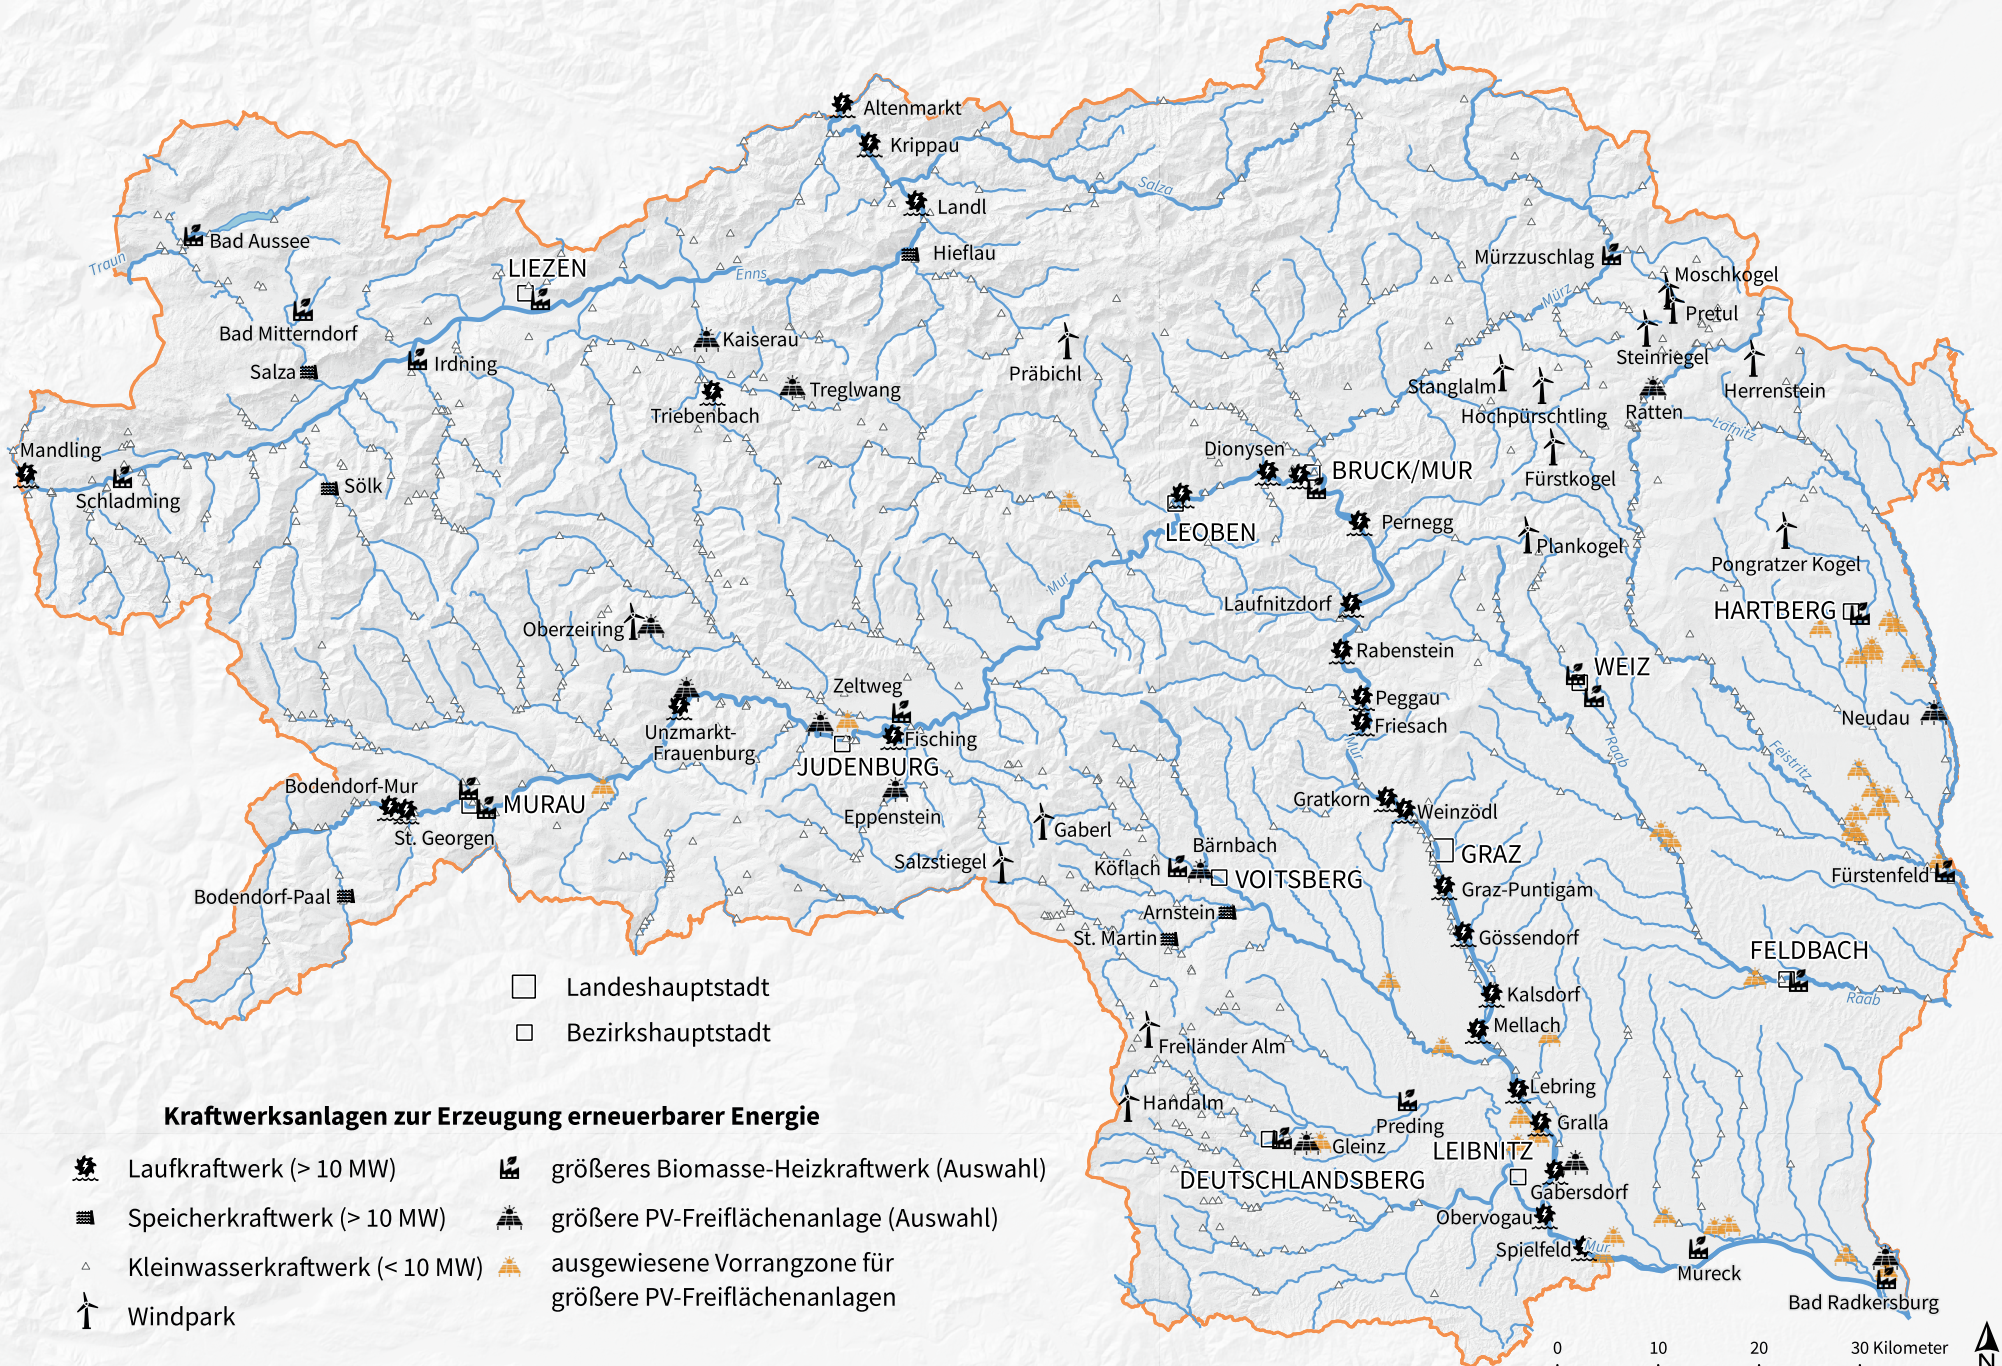 Altenmarkt
Krippau
Salza
Landl
Bad Aussee
Traun
Hieflau
LIEZEN
Enns
Mürzzuschlag
Moschkogel
Mürz
Pretul
Bad Mitterndorf
Kaiserau
Steinriegel
Salza
Irdning
Präbichl
Treglwang
Stanglalm
Herrenstein
Triebenbach
Hochpürschtling
Ratten
Lafnitz
Mandling
Dionysen
BRUCK/MUR
Fürstkogel
Schladming
Sölk
Pernegg
LEOBEN
Plankogel
Pongratzer Kogel
Mur
Laufnitzdorf
HARTBERG
Oberzeiring
Rabenstein
WEIZ
Zeltweg
Peggau
Neudau
Friesach
Unzmarkt-
Frauenburg
Fisching
Mur
Raab
Feistritz
JUDENBURG
Bodendorf-Mur
MURAU
Gratkorn
Weinzödl
Eppenstein
Gaberl
St. Georgen
Bärnbach
GRAZ
Salzstiegel
Köflach
VOITSBERG
Fürstenfeld
Graz-Puntigam
Bodendorf-Paal
Arnstein
St. Martin
Gössendorf
FELDBACH
Landeshauptstadt
Kalsdorf
Raab
Bezirkshauptstadt
Mellach
Freiländer Alm
Lebring
Handalm
Kraftwerksanlagen zur Erzeugung erneuerbarer Energie
Preding
Gralla
Gleinz
LEIBNITZ
Laufkraftwerk (> 10 MW)
größeres Biomasse-Heizkraftwerk (Auswahl)
DEUTSCHLANDSBERG
Gabersdorf
Speicherkraftwerk (> 10 MW)
größere PV-Freiflächenanlage (Auswahl)
Obervogau
Spielfeld
Mur
Kleinwasserkraftwerk (< 10 MW)
ausgewiesene Vorrangzone für
größere PV-Freiflächenanlagen
Mureck
Bad Radkersburg
Windpark
0 10 20 30 Kilometer
N